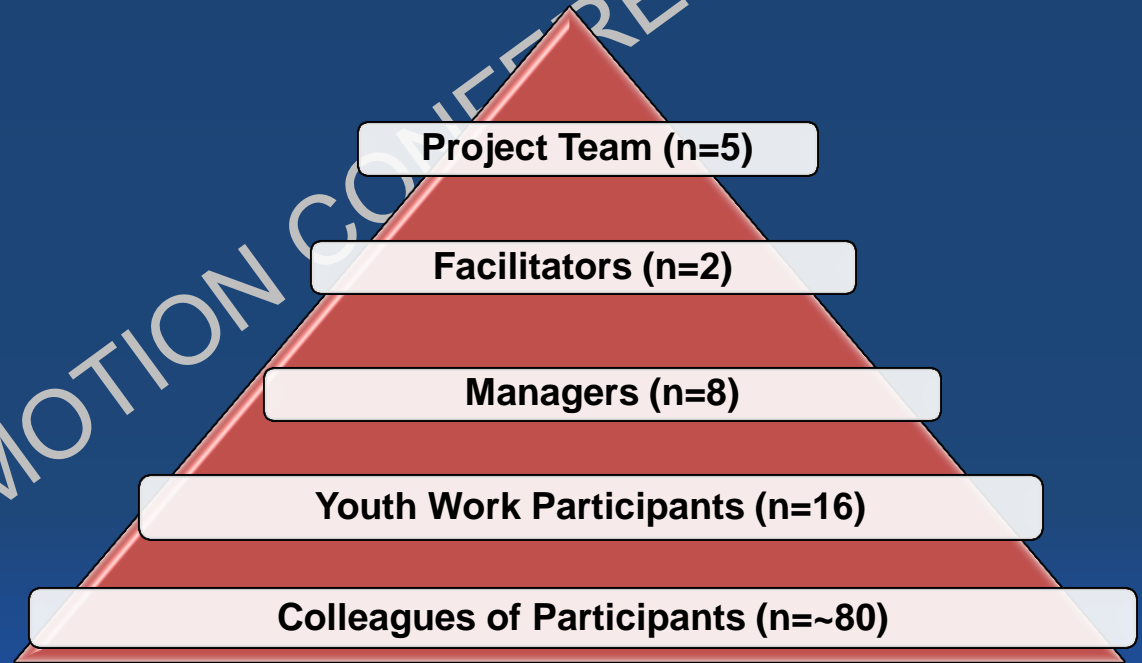 Project Team (n=5)
Facilitators (n=2)
Managers (n=8)
Youth Work Participants (n=16)
Colleagues of Participants (n=~80)